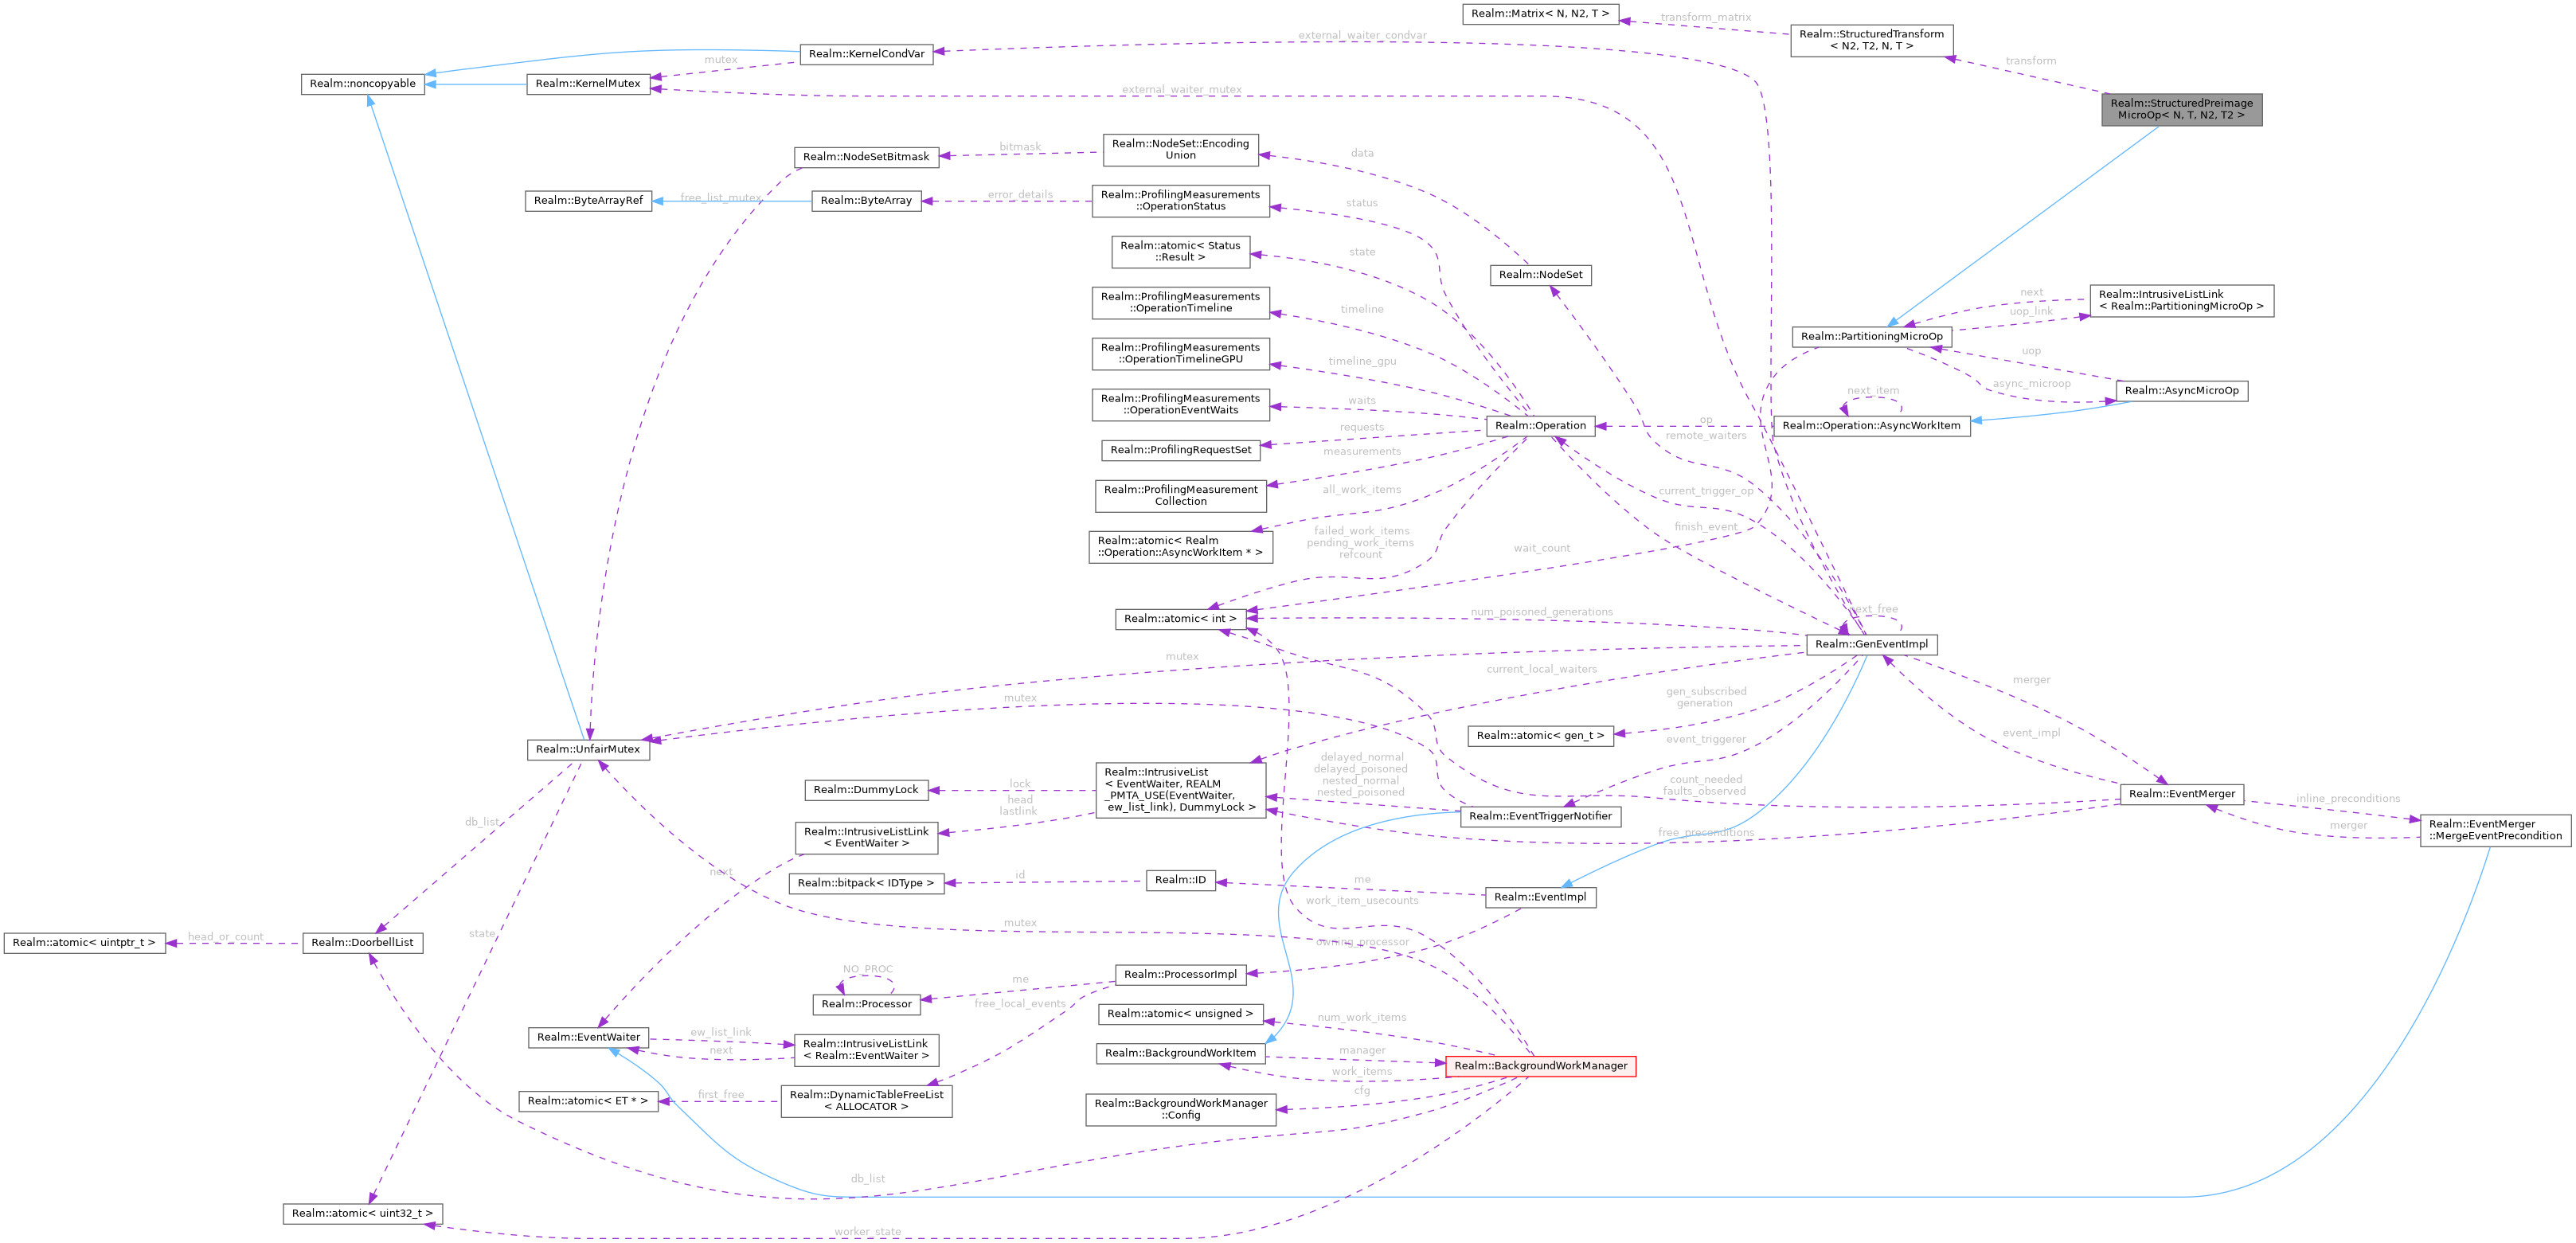 Realm::Matrix< N, N2, T >
transform_matrix
Realm::StructuredTransform
< N2, T2, N, T >
external_waiter_condvar
Realm::KernelCondVar
mutex
transform
Realm::noncopyable
Realm::KernelMutex
external_waiter_mutex
Realm::StructuredPreimage
MicroOp< N, T, N2, T2 >
Realm::NodeSetBitmask
bitmask
Realm::NodeSet::Encoding
Union
data
Realm::ByteArrayRef
free_list_mutex
Realm::ByteArray
error_details
Realm::ProfilingMeasurements
::OperationStatus
status
Realm::atomic< Status
::Result >
state
Realm::NodeSet
Realm::ProfilingMeasurements
::OperationTimeline
timeline
next
uop_link
Realm::IntrusiveListLink
< Realm::PartitioningMicroOp >
Realm::PartitioningMicroOp
Realm::ProfilingMeasurements
::OperationTimelineGPU
timeline_gpu
uop
async_microop
Realm::AsyncMicroOp
Realm::ProfilingMeasurements
::OperationEventWaits
waits
next_item
Realm::Operation
op
Realm::Operation::AsyncWorkItem
requests
remote_waiters
Realm::ProfilingRequestSet
measurements
Realm::ProfilingMeasurement
Collection
all_work_items
current_trigger_op
Realm::atomic< Realm
::Operation::AsyncWorkItem * >
failed_work_items
pending_work_items
refcount
wait_count
finish_event
Realm::atomic< int >
num_poisoned_generations
next_free
Realm::GenEventImpl
mutex
current_local_waiters
merger
mutex
gen_subscribed
generation
Realm::atomic< gen_t >
event_triggerer
event_impl
Realm::UnfairMutex
Realm::DummyLock
lock
head
lastlink
Realm::IntrusiveList
< EventWaiter, REALM
_PMTA_USE(EventWaiter,
ew_list_link), DummyLock >
delayed_normal
delayed_poisoned
nested_normal
nested_poisoned
count_needed
faults_observed
Realm::EventMerger
inline_preconditions
merger
Realm::EventMerger
::MergeEventPrecondition
Realm::EventTriggerNotifier
free_preconditions
db_list
Realm::IntrusiveListLink
< EventWaiter >
next
Realm::bitpack< IDType >
id
Realm::ID
me
Realm::EventImpl
work_item_usecounts
mutex
owning_processor
Realm::atomic< uintptr_t >
head_or_count
Realm::DoorbellList
state
NO_PROC
Realm::Processor
me
Realm::ProcessorImpl
free_local_events
Realm::atomic< unsigned >
num_work_items
Realm::EventWaiter
ew_list_link
next
Realm::IntrusiveListLink
< Realm::EventWaiter >
Realm::BackgroundWorkItem
manager
work_items
Realm::BackgroundWorkManager
cfg
Realm::atomic< ET * >
first_free
Realm::DynamicTableFreeList
< ALLOCATOR >
Realm::BackgroundWorkManager
::Config
db_list
Realm::atomic< uint32_t >
worker_state